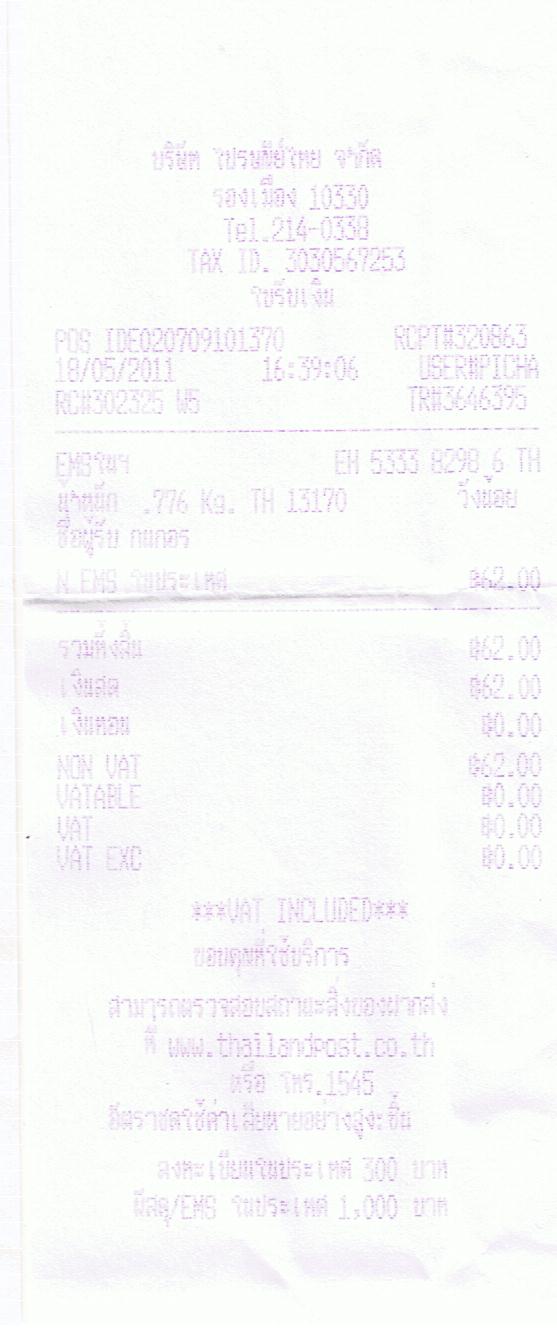 บริษัท ไปรษณีย์ไทย จำกัด
รองเมือง 10330
Tel.214-0338
TAX ID. 3030567253
ใบรับเงิน
POS IDE020709101370 RCPT#320863
18/05/2011 16:39:06 USER#PICHA
RC#302325 W5 TR#3646395
EMSในฯ EH 5333 8298 6 TH
น้ำหนัก .776 Kg. TH 13170 วังน้อย
ชื่อผู้รับ กนกอร
N EMS ในประเทศ ฿62.00
รวมทั้งสิ้น ฿62.00
เงินสด ฿62.00
เงินทอน ฿0.00
NON VAT ฿62.00
VATABLE ฿0.00
VAT ฿0.00
VAT EXC ฿0.00
***VAT INCLUDED***
ขอบคุณที่ใช้บริการ
สามารถตรวจสอบสถานะสิ่งของฝากส่ง
ที่ www.thailandpost.co.th
หรือ โทร.1545
อัตราชดใช้ค่าเสียหายอย่างสูง:ชิ้น
ลงทะเบียนในประเทศ 300 บาท
พัสดุ/EMS ในประเทศ 1,000 บาท